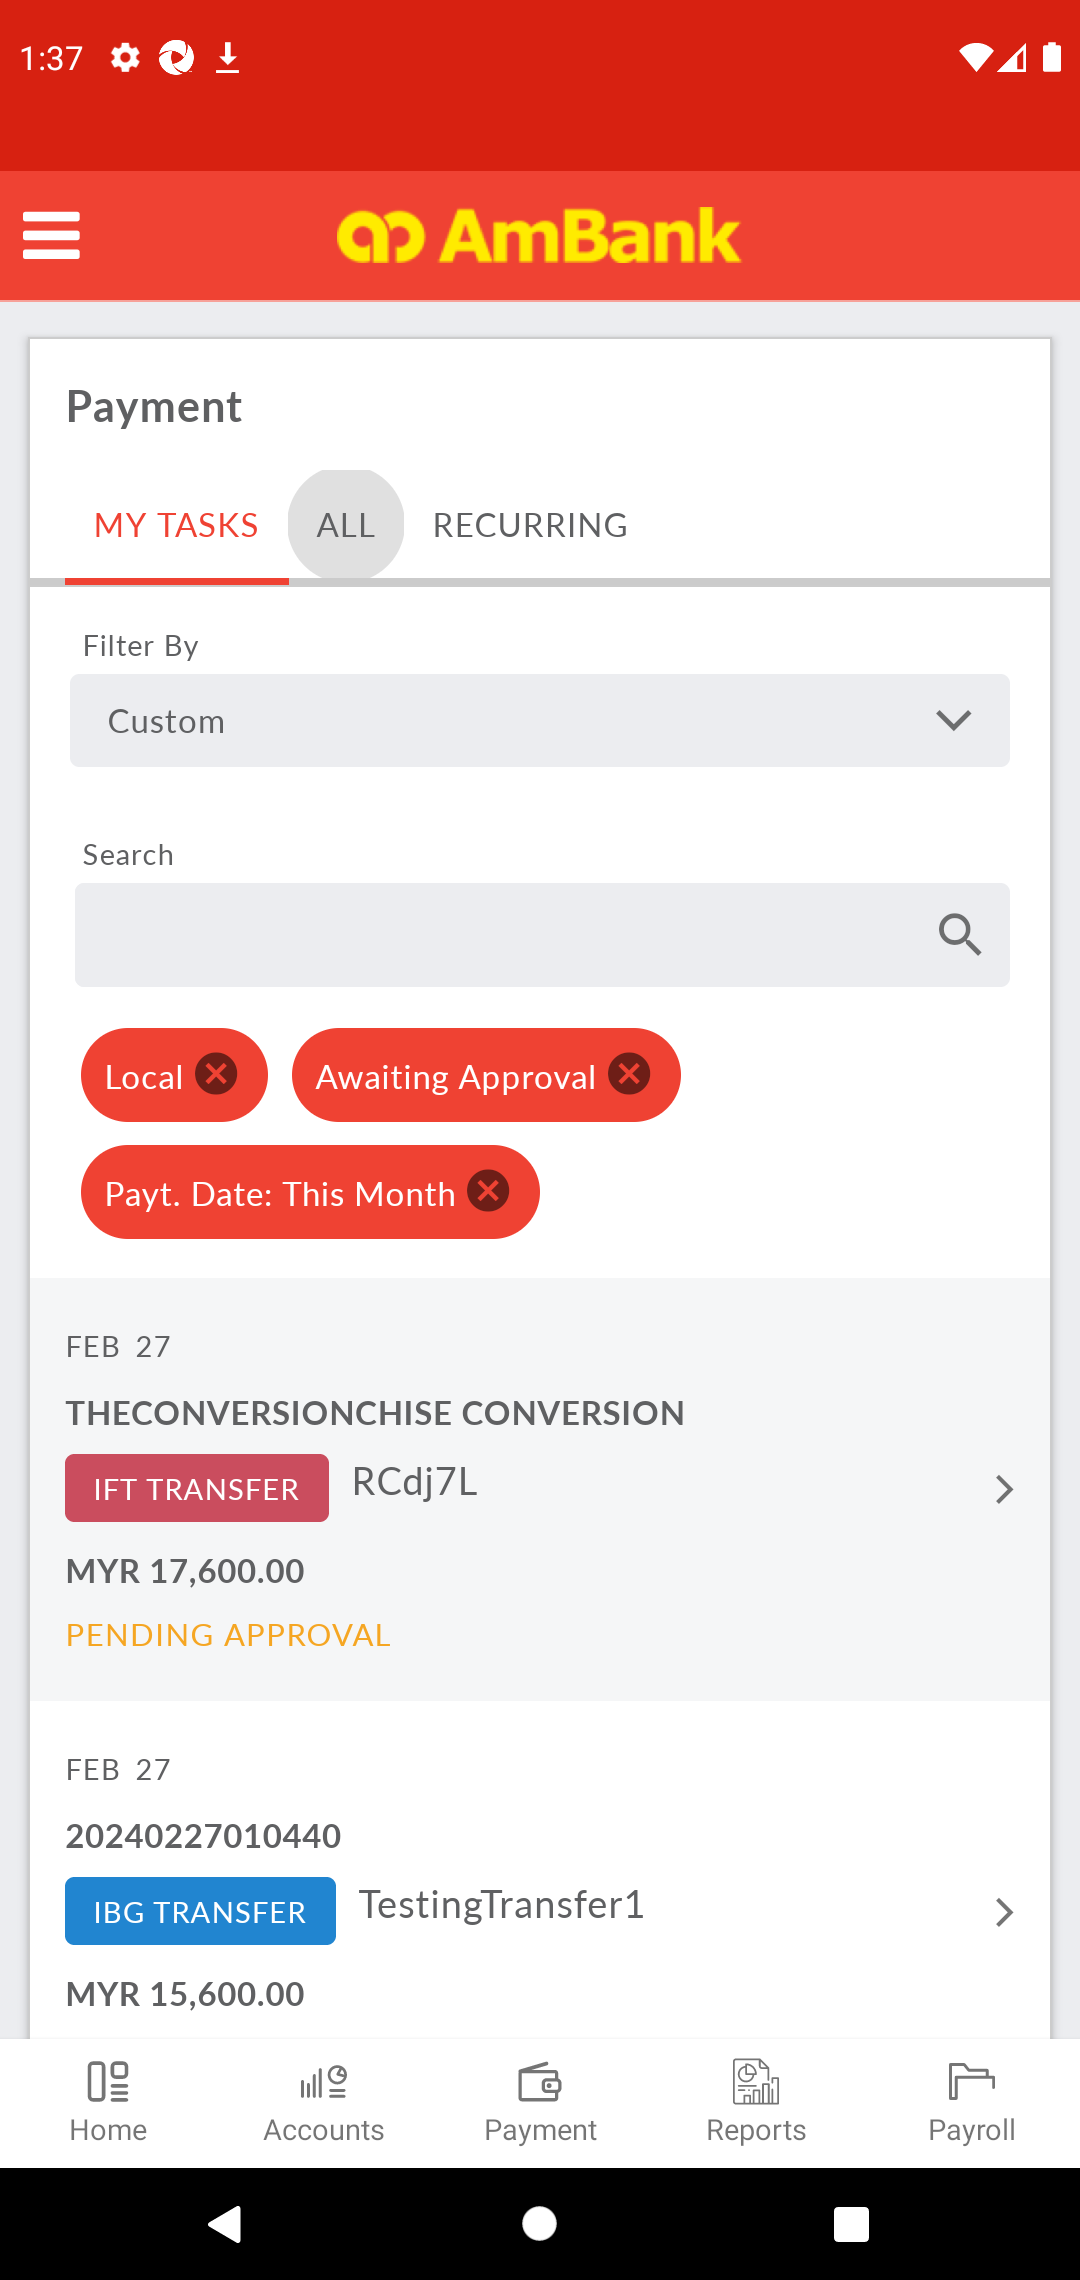 1:37
AmBank
Payment
MY TASKS ALL RECURRING
Filter By
Custom
Search
Local Awaiting Approval
Payt. Date: This Month
FEB 27
THECONVERSIONCHISE CONVERSION
IFT TRANSFER RCdj7L
MYR 17,600.00
PENDING APPROVAL
FEB 27
20240227010440
IBG TRANSFER TestingTransfer1
MYR 15,600.00
Home Accounts Payment Reports Payroll